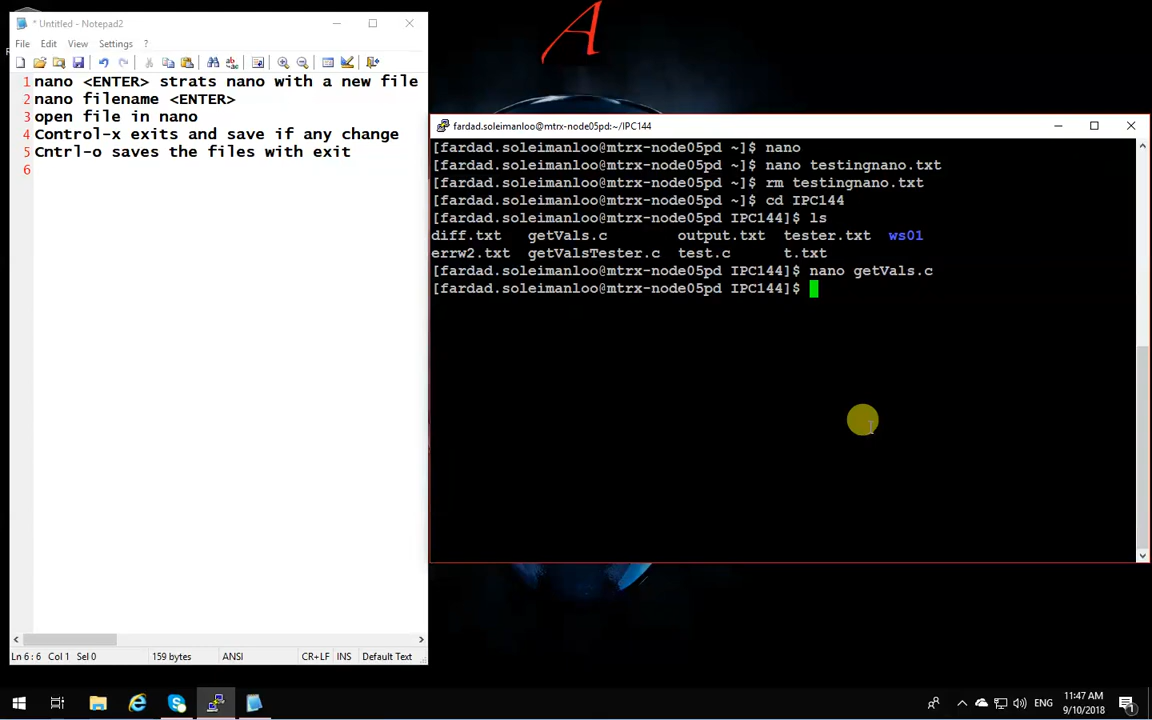 * Untitled - Notepad2
File Edit View Settings ?
1 nano <ENTER> strats nano with a new file
2 nano filename <ENTER>
3 open file in nano
4 Control-x exits and save if any change
5 Cntrl-o saves the files with exit
6
Ln 6 : 6 Col 1 Sel 0 159 bytes ANSI CR+LF INS Default Text
A
fardad.soleimanloo@mtrx-node05pd:~/IPC144
[fardad.soleimanloo@mtrx-node05pd ~]$ nano
[fardad.soleimanloo@mtrx-node05pd ~]$ nano testingnano.txt
[fardad.soleimanloo@mtrx-node05pd ~]$ rm testingnano.txt
[fardad.soleimanloo@mtrx-node05pd ~]$ cd IPC144
[fardad.soleimanloo@mtrx-node05pd IPC144]$ ls
diff.txt getVals.c output.txt tester.txt ws01
errw2.txt getValsTester.c test.c t.txt
[fardad.soleimanloo@mtrx-node05pd IPC144]$ nano getVals.c
[fardad.soleimanloo@mtrx-node05pd IPC144]$
ENG
11:47 AM
9/10/2018
1